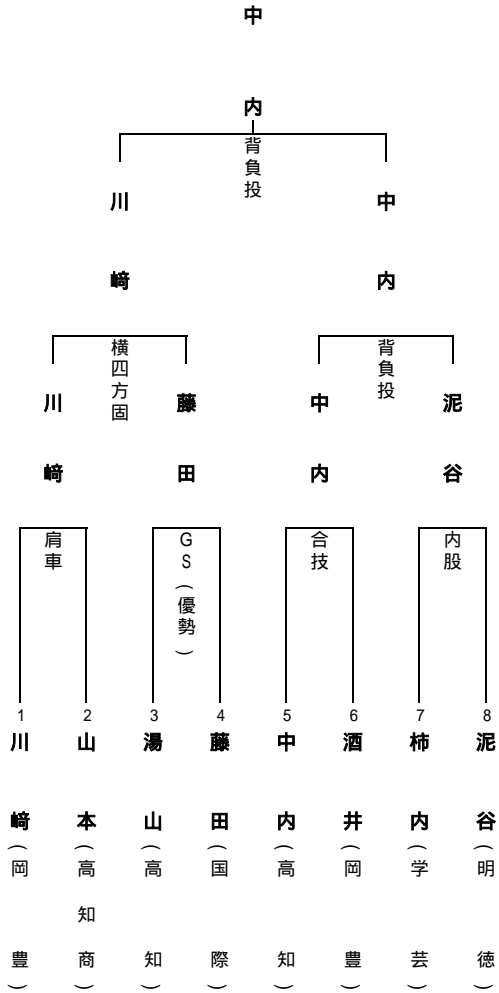 中内
背負投
川﨑
中内
横四方固
背負投
川﨑
藤田
中内
泥谷
肩車
GS(優勢)
合技
内股
1
2
3
4
5
6
7
8
川﨑(岡豊)
山本(高知商)
湯山(高知)
藤田(国際)
中内(高知)
酒井(岡豊)
柿内(学芸)
泥谷(明徳)